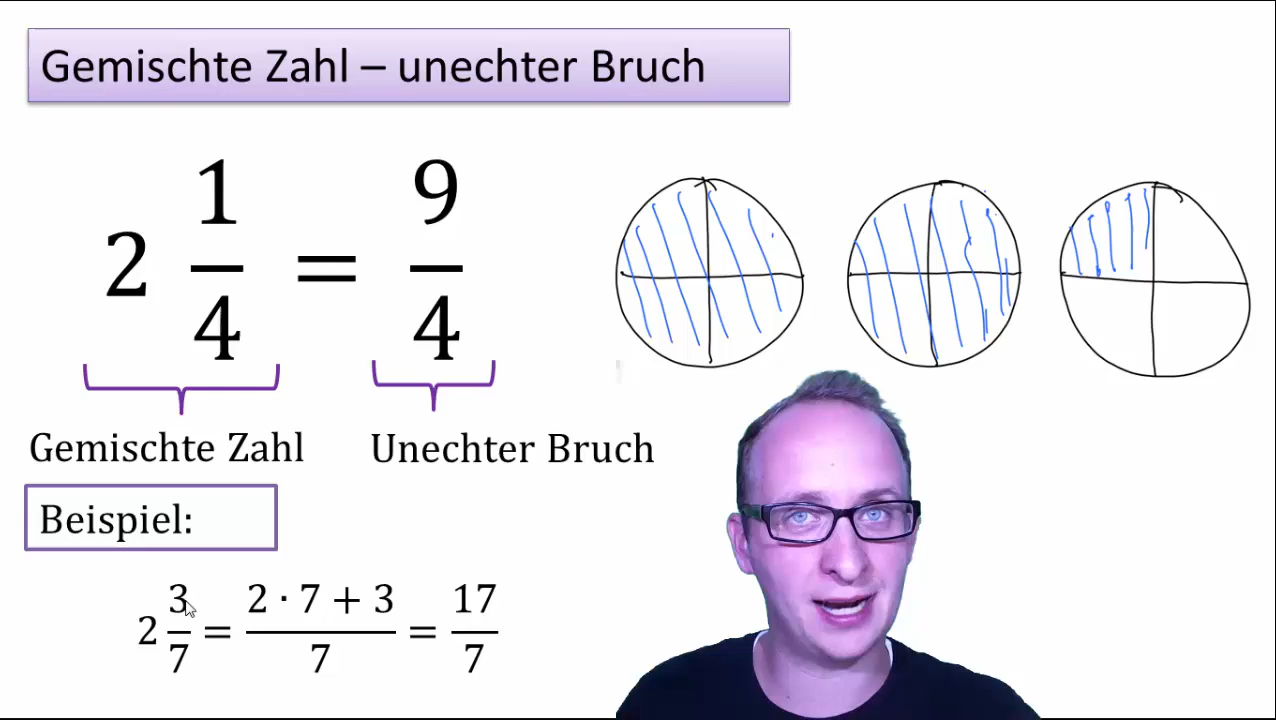 Gemischte Zahl – unechter Bruch
2 1/4 = 9/4
Gemischte Zahl
Unechter Bruch
Beispiel:
2 3/7 = (2 · 7 + 3)/7 = 17/7